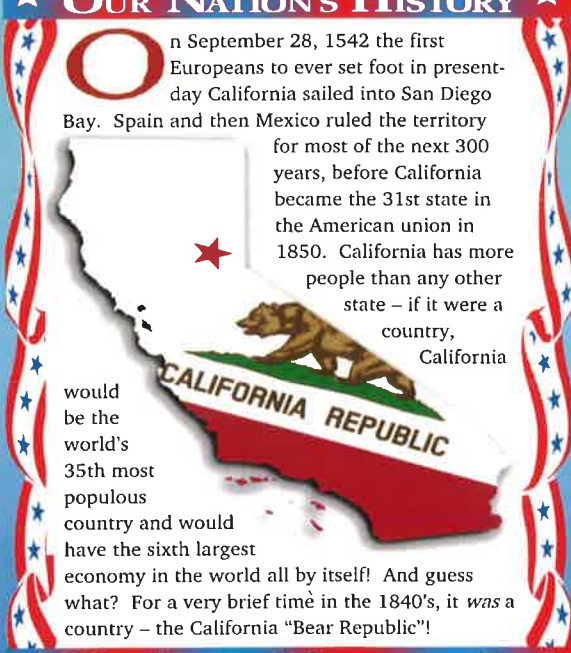 ★ OUR NATION'S HISTORY ★
On September 28, 1542 the first
Europeans to ever set foot in present-
day California sailed into San Diego
Bay. Spain and then Mexico ruled the territory
for most of the next 300
years, before California
became the 31st state in
the American union in
1850. California has more
people than any other
state – if it were a
country,
California
would
be the
world's
35th most
populous
country and would
have the sixth largest
economy in the world all by itself! And guess
what? For a very brief time in the 1840's, it was a
country – the California “Bear Republic”!
CALIFORNIA REPUBLIC